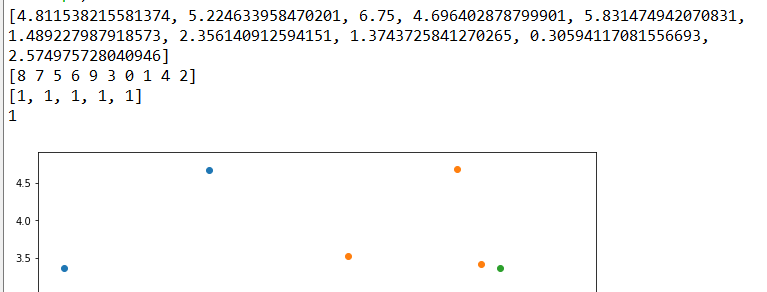 [4.811538215581374, 5.224633958470201, 6.75, 4.696402878799901, 5.831474942070831,
1.489227987918573, 2.356140912594151, 1.3743725841270265, 0.30594117081556693,
2.574975728040946]
[8 7 5 6 9 3 0 1 4 2]
[1, 1, 1, 1, 1]
1
4.5
4.0
3.5